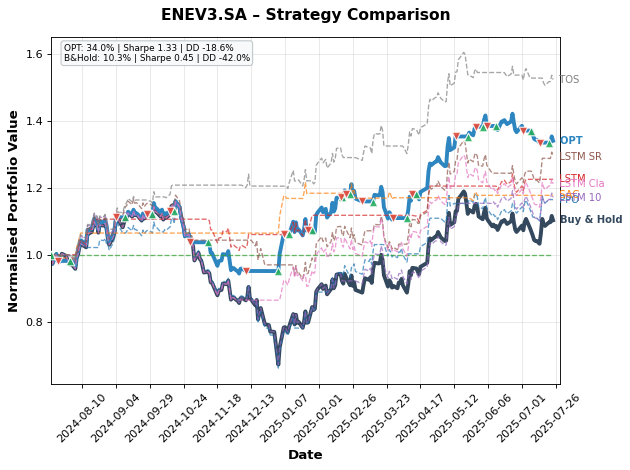 ENEV3.SA – Strategy Comparison
OPT: 34.0% | Sharpe 1.33 | DD -18.6%
B&Hold: 10.3% | Sharpe 0.45 | DD -42.0%
Normalised Portfolio Value
1.6
1.4
1.2
1.0
0.8
TOS
OPT
LSTM SR
LSTM
LSTM Cla
LSTM 10
Buy & Hold
2024-08-10
2024-09-04
2024-09-29
2024-10-24
2024-11-18
2024-12-13
2025-01-07
2025-02-01
2025-02-26
2025-03-23
2025-04-17
2025-05-12
2025-06-06
2025-07-01
2025-07-26
Date